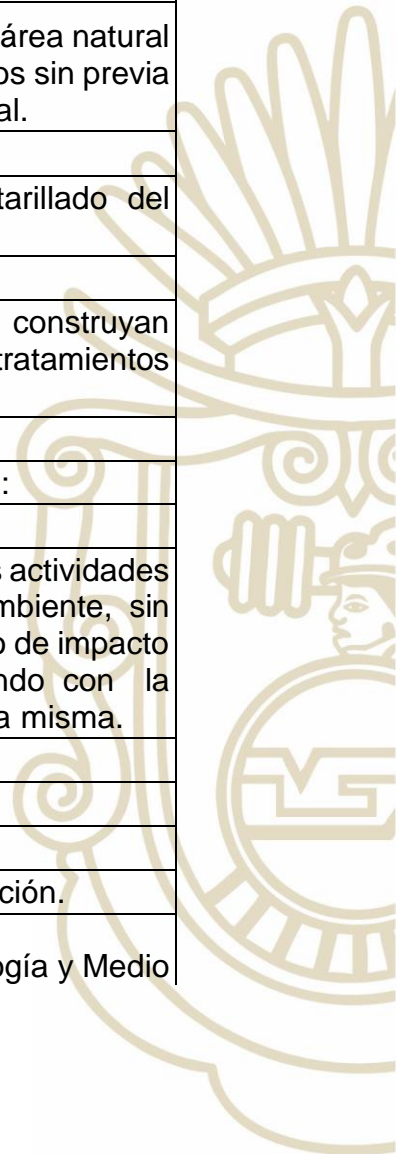 área natural
os sin previa
al.
tarillado del
construyan
tratamientos
:
s actividades
mbiente, sin
o de impacto
ndo con la
a misma.
ción.
ogía y Medio